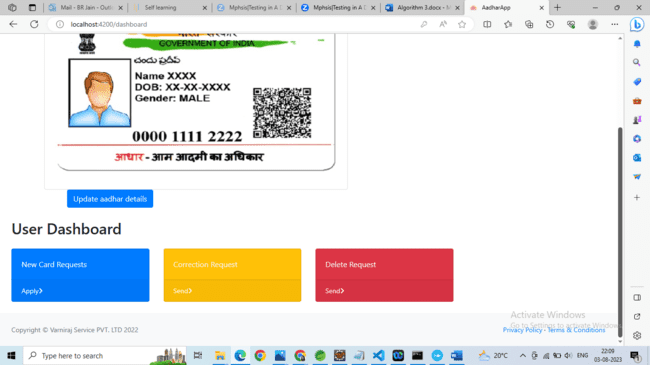 Mail - BR Jain - Outl
Self learning
Mphsis(Testing in A D
Mphsis(Testing in A D
Algorithm 3.docx - M
AadharApp
localhost:4200/dashboard
भारत सरकार
GOVERNMENT OF INDIA
చందు ప్రదీప్
Name XXXX
DOB: XX-XX-XXXX
Gender: MALE
0000 1111 2222
आधार - आम आदमी का अधिकार
Update aadhar details
User Dashboard
New Card Requests
Apply
Correction Request
Send
Delete Request
Send
Activate Windows
Go to Settings to activate Windows
Copyright © Varniraj Service PVT. LTD 2022
Privacy Policy · Terms & Conditions
Type here to search
20°C
ENG
22:09
03-08-2023